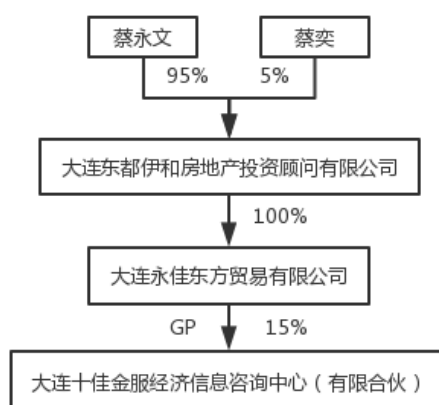 蔡永文 蔡奕
95% 5%
大连东都伊和房地产投资顾问有限公司
100%
大连永佳东方贸易有限公司
GP 15%
大连十佳金服经济信息咨询中心（有限合伙）